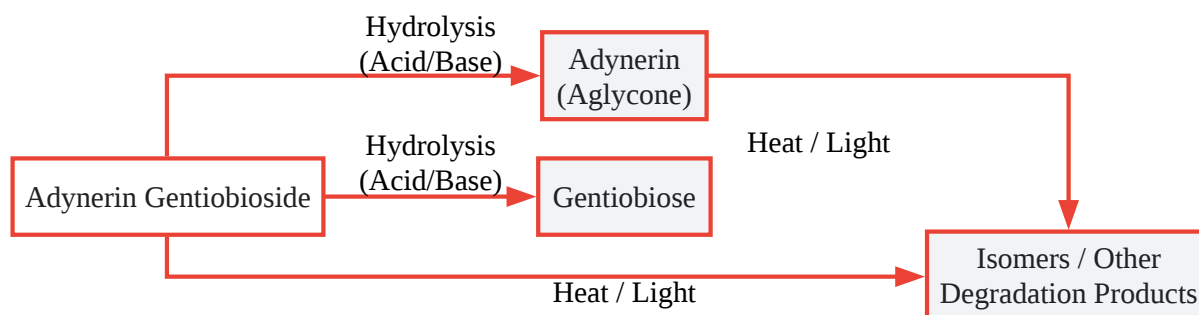 Hydrolysis
(Acid/Base)
Adynerin
(Aglycone)
Heat / Light
Hydrolysis
(Acid/Base)
Adynerin Gentiobioside
Gentiobiose
Isomers / Other
Degradation Products
Heat / Light